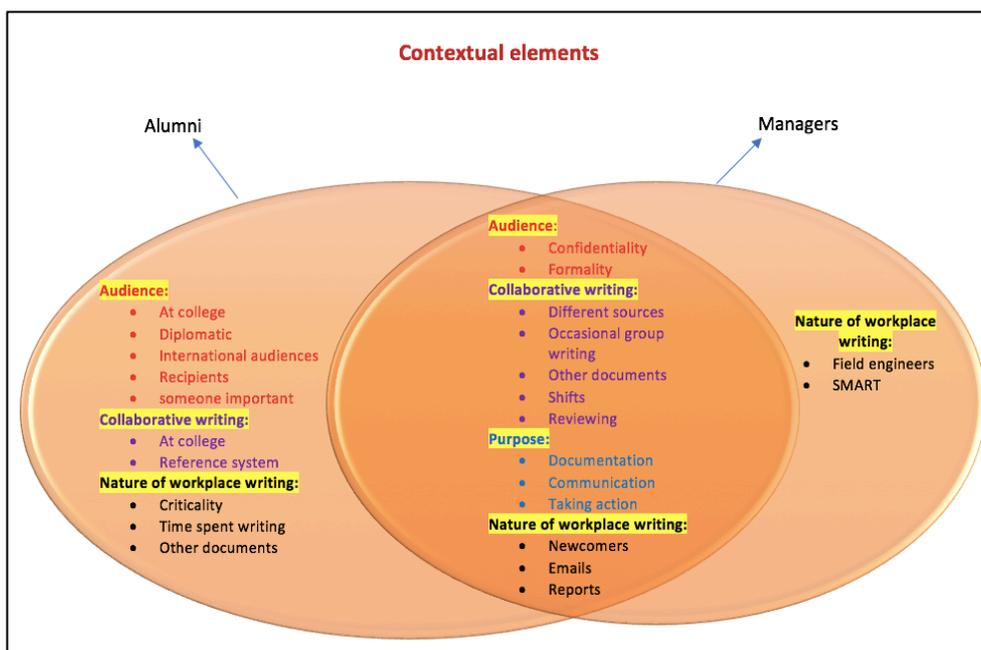 Contextual elements
Alumni
Managers
Audience:
• At college
• Diplomatic
• International audiences
• Recipients
• someone important
Collaborative writing:
• At college
• Reference system
Nature of workplace writing:
• Criticality
• Time spent writing
• Other documents
Audience:
• Confidentiality
• Formality
Collaborative writing:
• Different sources
• Occasional group
writing
• Other documents
• Shifts
• Reviewing
Purpose:
• Documentation
• Communication
• Taking action
Nature of workplace writing:
• Newcomers
• Emails
• Reports
Nature of workplace
writing:
• Field engineers
• SMART